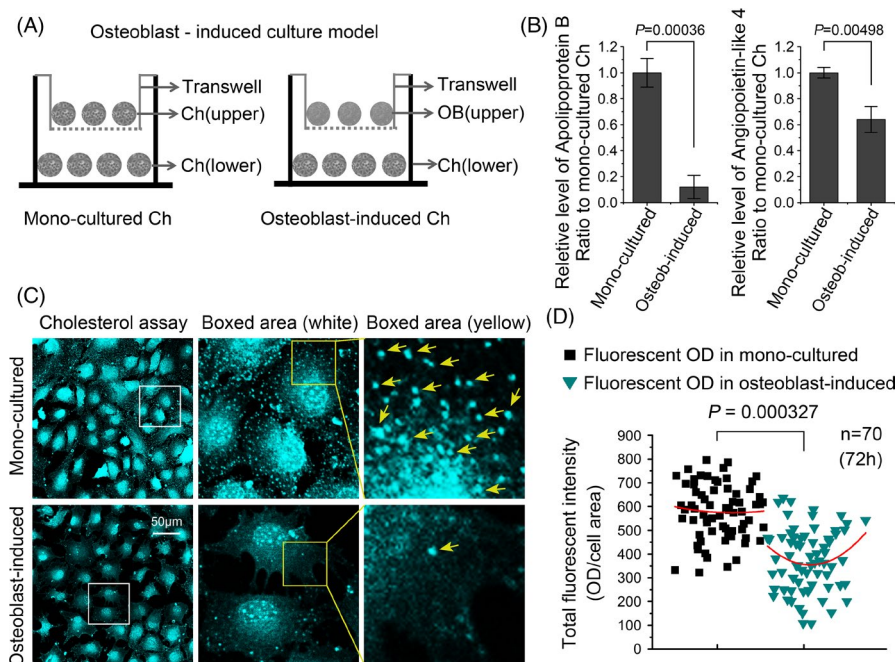 (A)
Osteoblast - induced culture model
Transwell
Ch(upper)
Ch(lower)
Mono-cultured Ch
Transwell
OB(upper)
Ch(lower)
Osteoblast-induced Ch
(B)
Reletive level of Apolipoprotein B
Ratio to mono-cultured Ch
P=0.00036
1.2
1.0
0.8
0.6
0.4
0.2
0.0
Mono-cultured
Osteob-induced
Reletive level of Angiopoietin-like 4
Ratio to mono-cultured Ch
P=0.00498
1.2
1.0
0.8
0.6
0.4
0.2
0.0
Mono-cultured
Osteob-induced
(C)
Cholesterol assay
Boxed area (white)
Boxed area (yellow)
Mono-cultured
Osteoblast-induced
50μm
(D)
Fluorescent OD in mono-cultured
Fluorescent OD in osteoblast-induced
P = 0.000327
n=70
(72h)
Total fluorescent intensity
(OD/cell area)
900
800
700
600
500
400
300
200
100
0